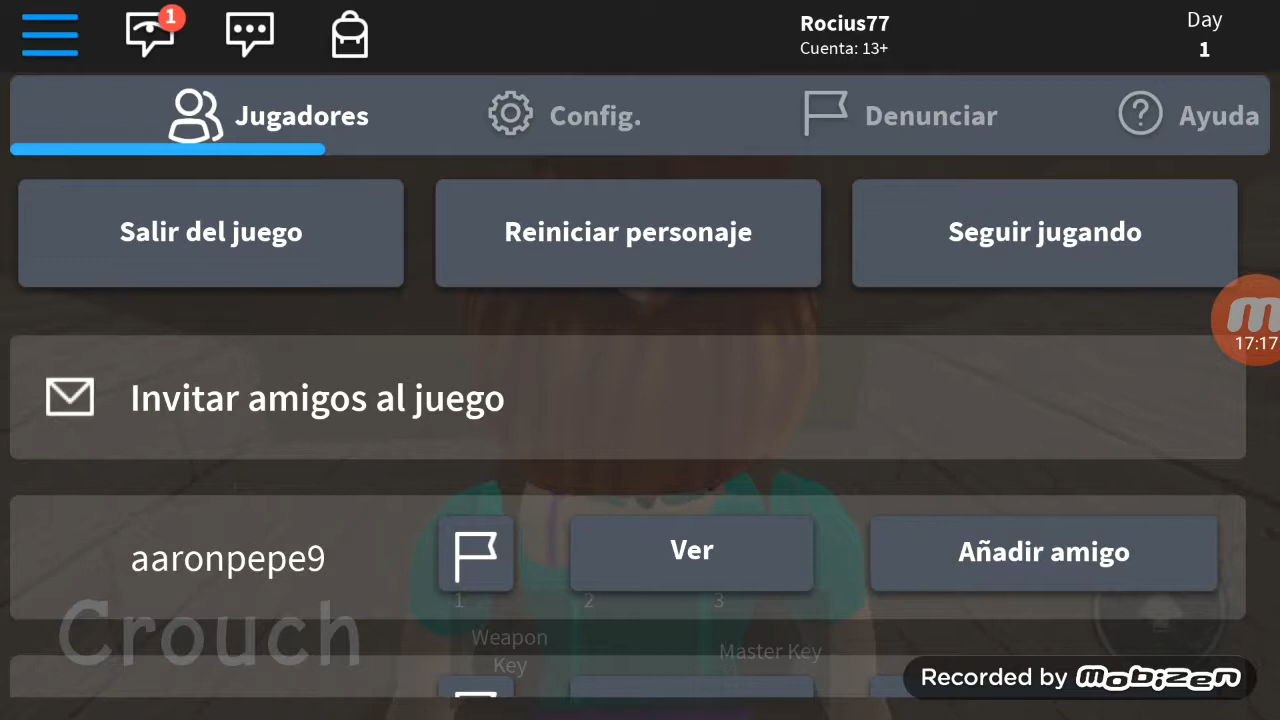 1
Rocius77
Cuenta: 13+
Day
1
Jugadores
Config.
Denunciar
Ayuda
Salir del juego
Reiniciar personaje
Seguir jugando
17:17
Invitar amigos al juego
aaronpepe9
Ver
Añadir amigo
1
2
3
Crouch
Weapon
Key
Master Key
Recorded by mobizen